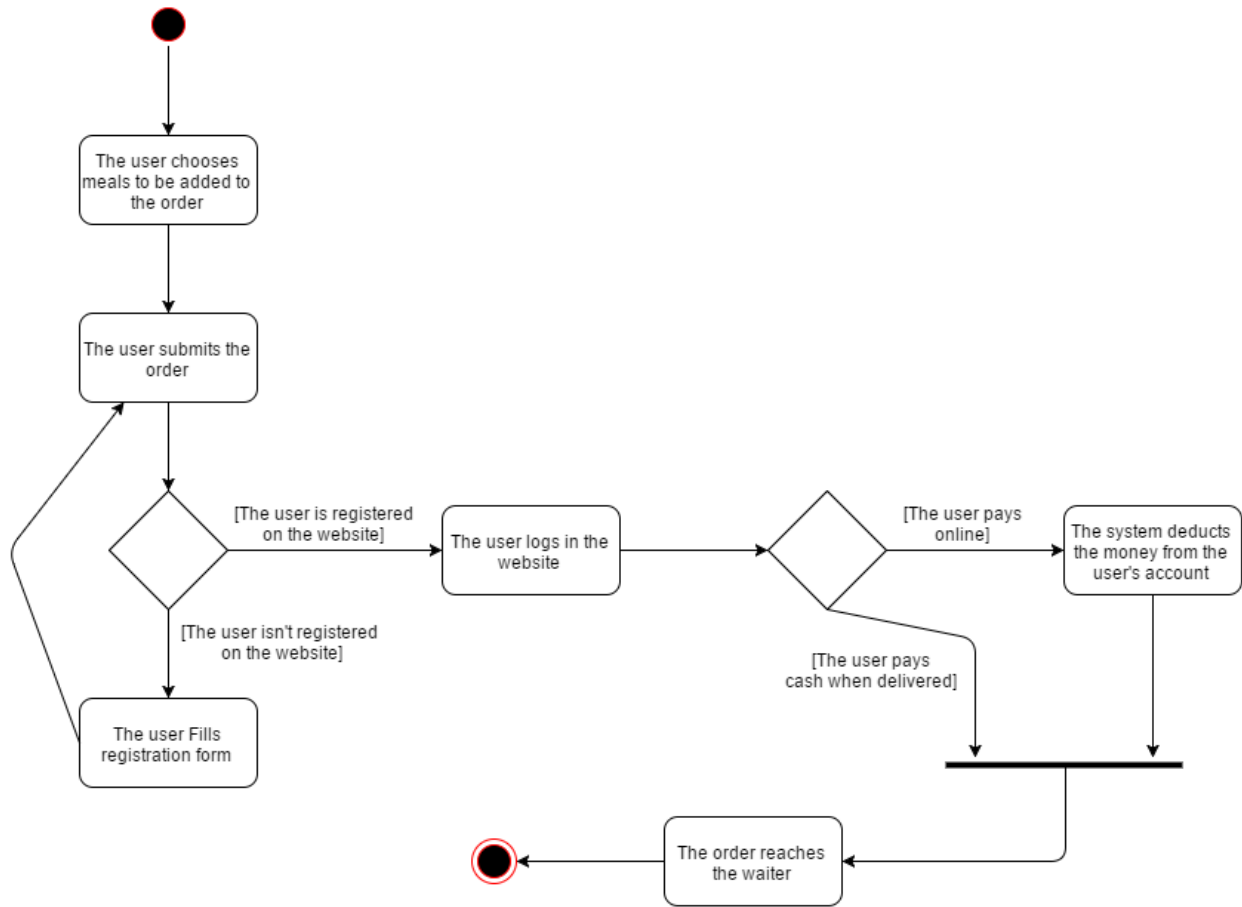 The user chooses
meals to be added to
the order
The user submits the
order
[The user is registered
on the website]
The user logs in the
website
[The user pays
online]
The system deducts
the money from the
user's account
[The user isn't registered
on the website]
[The user pays
cash when delivered]
The user Fills
registration form
The order reaches
the waiter